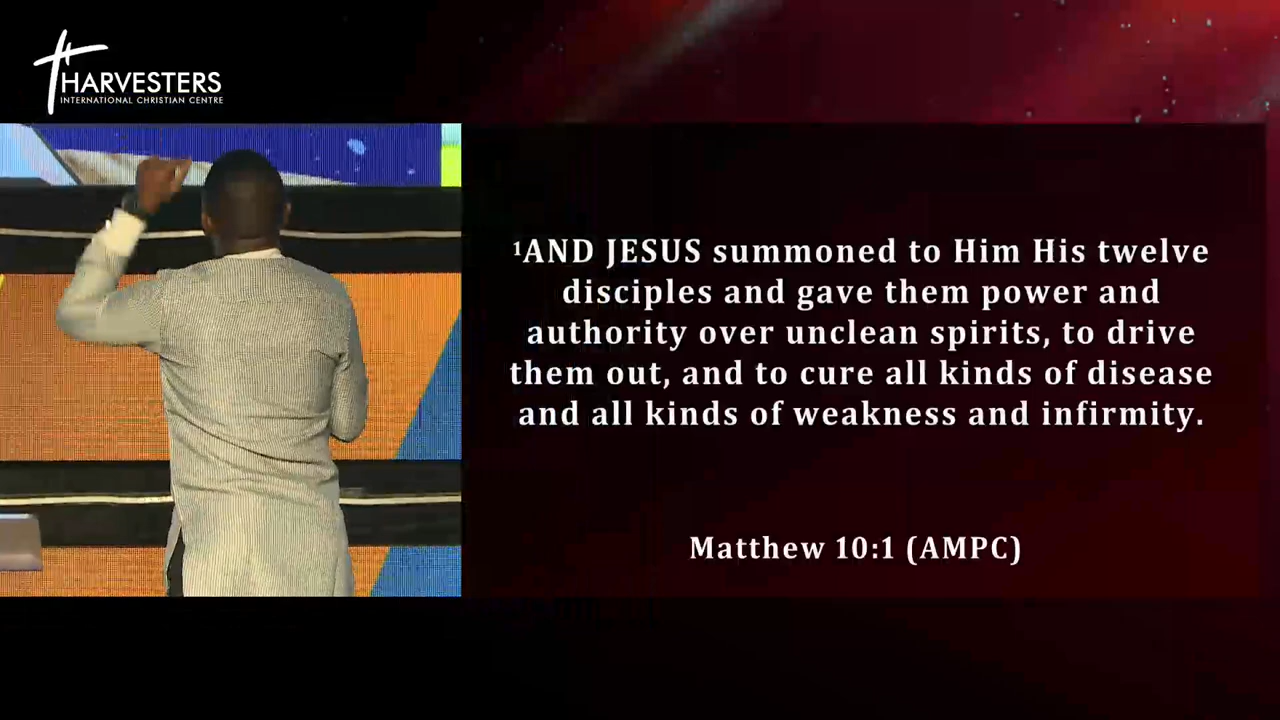 HARVESTERS
INTERNATIONAL CHRISTIAN CENTRE
¹AND JESUS summoned to Him His twelve
disciples and gave them power and
authority over unclean spirits, to drive
them out, and to cure all kinds of disease
and all kinds of weakness and infirmity.
Matthew 10:1 (AMPC)